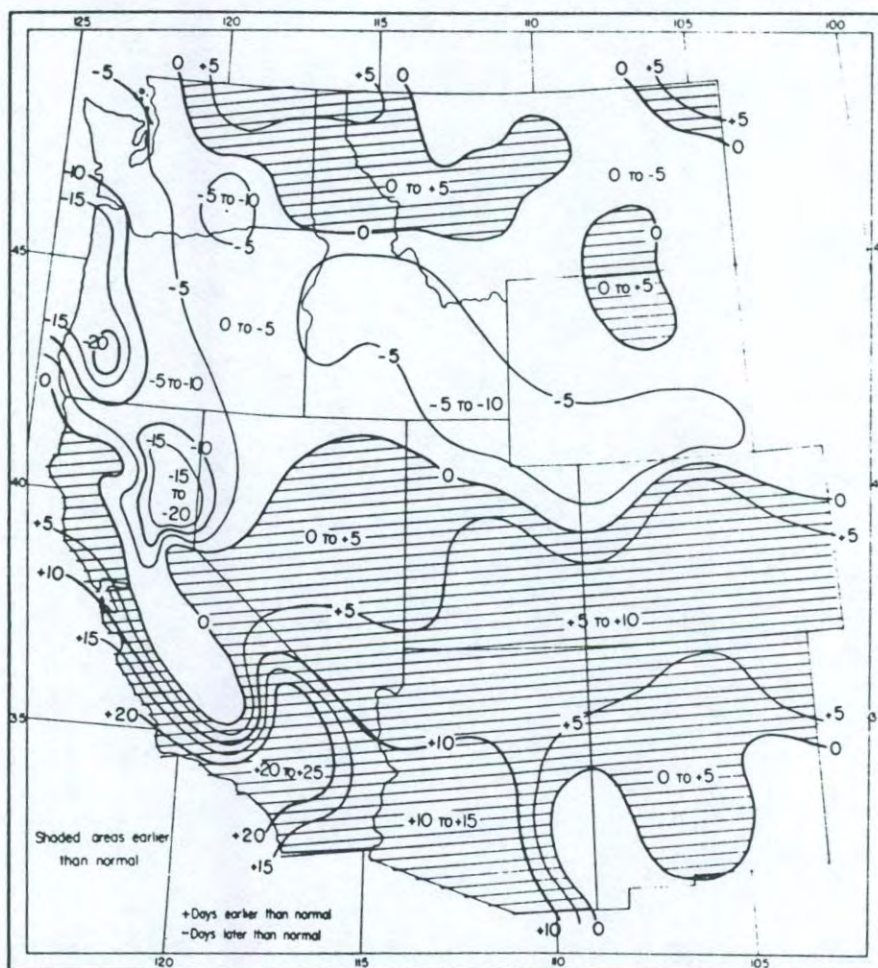 125 120 115 110 105 100
-5 0 +5 +5 0 0 +5
+5
0
-10
-5 TO -10
0 TO +5
0 TO -5
-15
-5
0
0
45
-5
0 TO +5
-15
0 TO -5
-20
-5
0
-5 TO -10
-5 TO -10
-5
-15
-10
-15
TO
-20
0
40
0
+5
0 TO +5
+5
+10
+5
+5 TO +10
0
+15
+5
+5
35
+20
+10
0
+20 TO +25
0 TO +5
+10 TO +15
Shaded areas earlier
than normal
+20
+15
+Days earlier than normal
-Days later than normal
+10 0
120 115 110 105